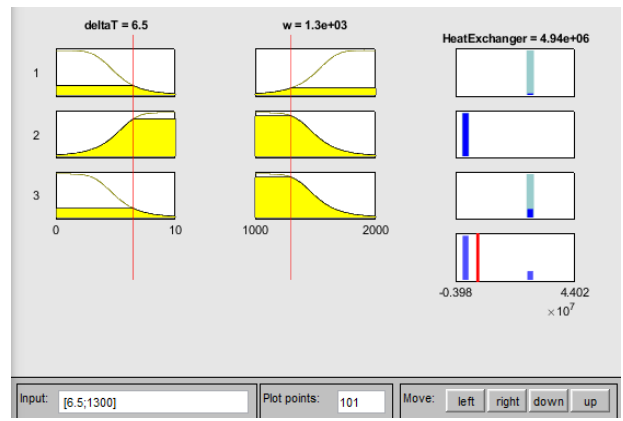 deltaT = 6.5
w = 1.3e+03
HeatExchanger = 4.94e+06
1
2
3
0
10
1000
2000
-0.398
4.402
×10^7
Input:
[6.5;1300]
Plot points:
101
Move:
left
right
down
up